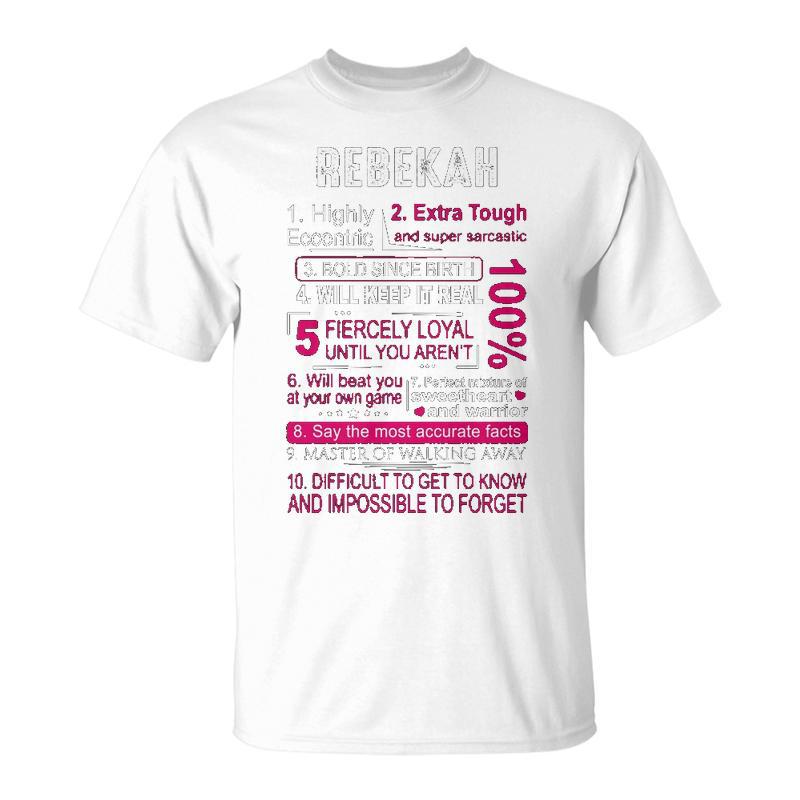 REBEKAH
1. Highly
Eccentric
2. Extra Tough
and super sarcastic
3. BOLD SINCE BIRTH
4. WILL KEEP IT REAL
100%
5 FIERCELY LOYAL
UNTIL YOU AREN'T
6. Will beat you
at your own game
7. Perfect mixture of
sweetheart
and warrior
8. Say the most accurate facts
9. MASTER OF WALKING AWAY
10. DIFFICULT TO GET TO KNOW
AND IMPOSSIBLE TO FORGET